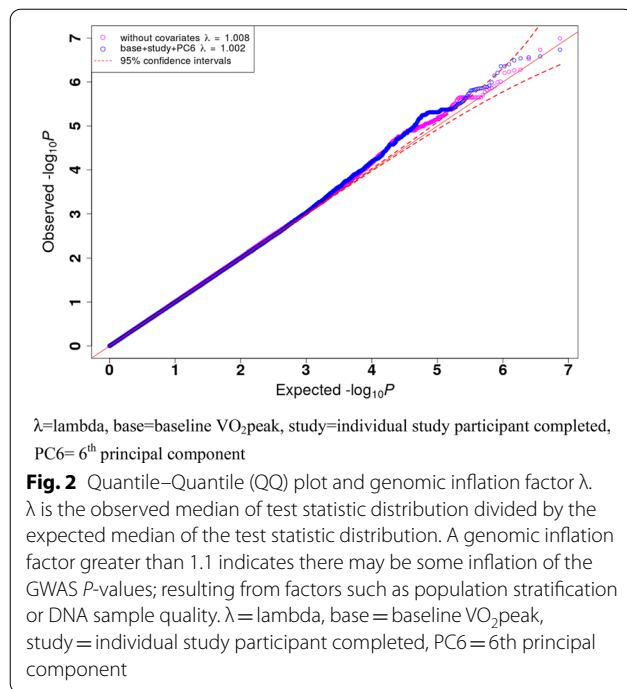 without covariates λ = 1.008
base+study+PC6 λ = 1.002
95% confidence intervals
Observed -log₁₀P
7
6
5
4
3
2
1
0
0 1 2 3 4 5 6 7
Expected -log₁₀P
λ=lambda, base=baseline VO₂peak, study=individual study participant completed,
PC6= 6ᵗʰ principal component
Fig. 2 Quantile–Quantile (QQ) plot and genomic inflation factor λ.
λ is the observed median of test statistic distribution divided by the
expected median of the test statistic distribution. A genomic inflation
factor greater than 1.1 indicates there may be some inflation of the
GWAS P-values; resulting from factors such as population stratification
or DNA sample quality. λ = lambda, base = baseline VO₂peak,
study = individual study participant completed, PC6 = 6th principal
component